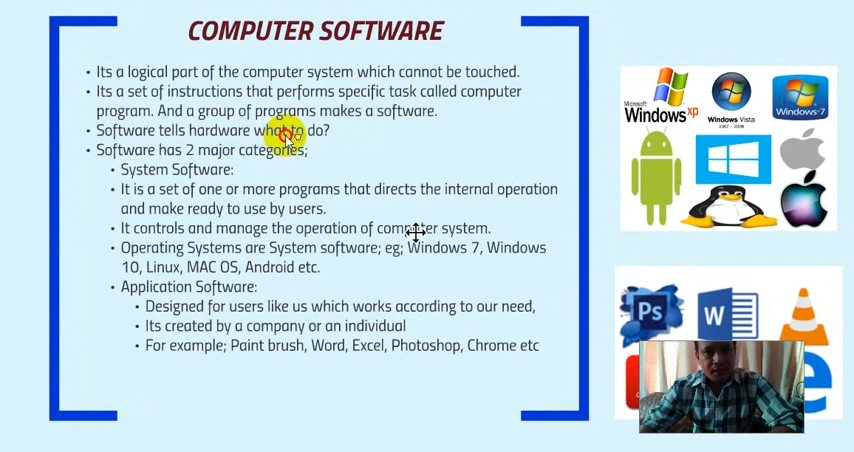 COMPUTER SOFTWARE
• Its a logical part of the computer system which cannot be touched.
• Its a set of instructions that performs specific task called computer
program. And a group of programs makes a software.
• Software tells hardware what to do?
• Software has 2 major categories;
• System Software:
• It is a set of one or more programs that directs the internal operation
and make ready to use by users.
• It controls and manage the operation of computer system.
• Operating Systems are System software; eg; Windows 7, Windows
10, Linux, MAC OS, Android etc.
• Application Software:
• Designed for users like us which works according to our need,
• Its created by a company or an individual
• For example; Paint brush, Word, Excel, Photoshop, Chrome etc
Microsoft
Windows xp
Windows Vista
2007 - 2009
Windows 7
Ps
W